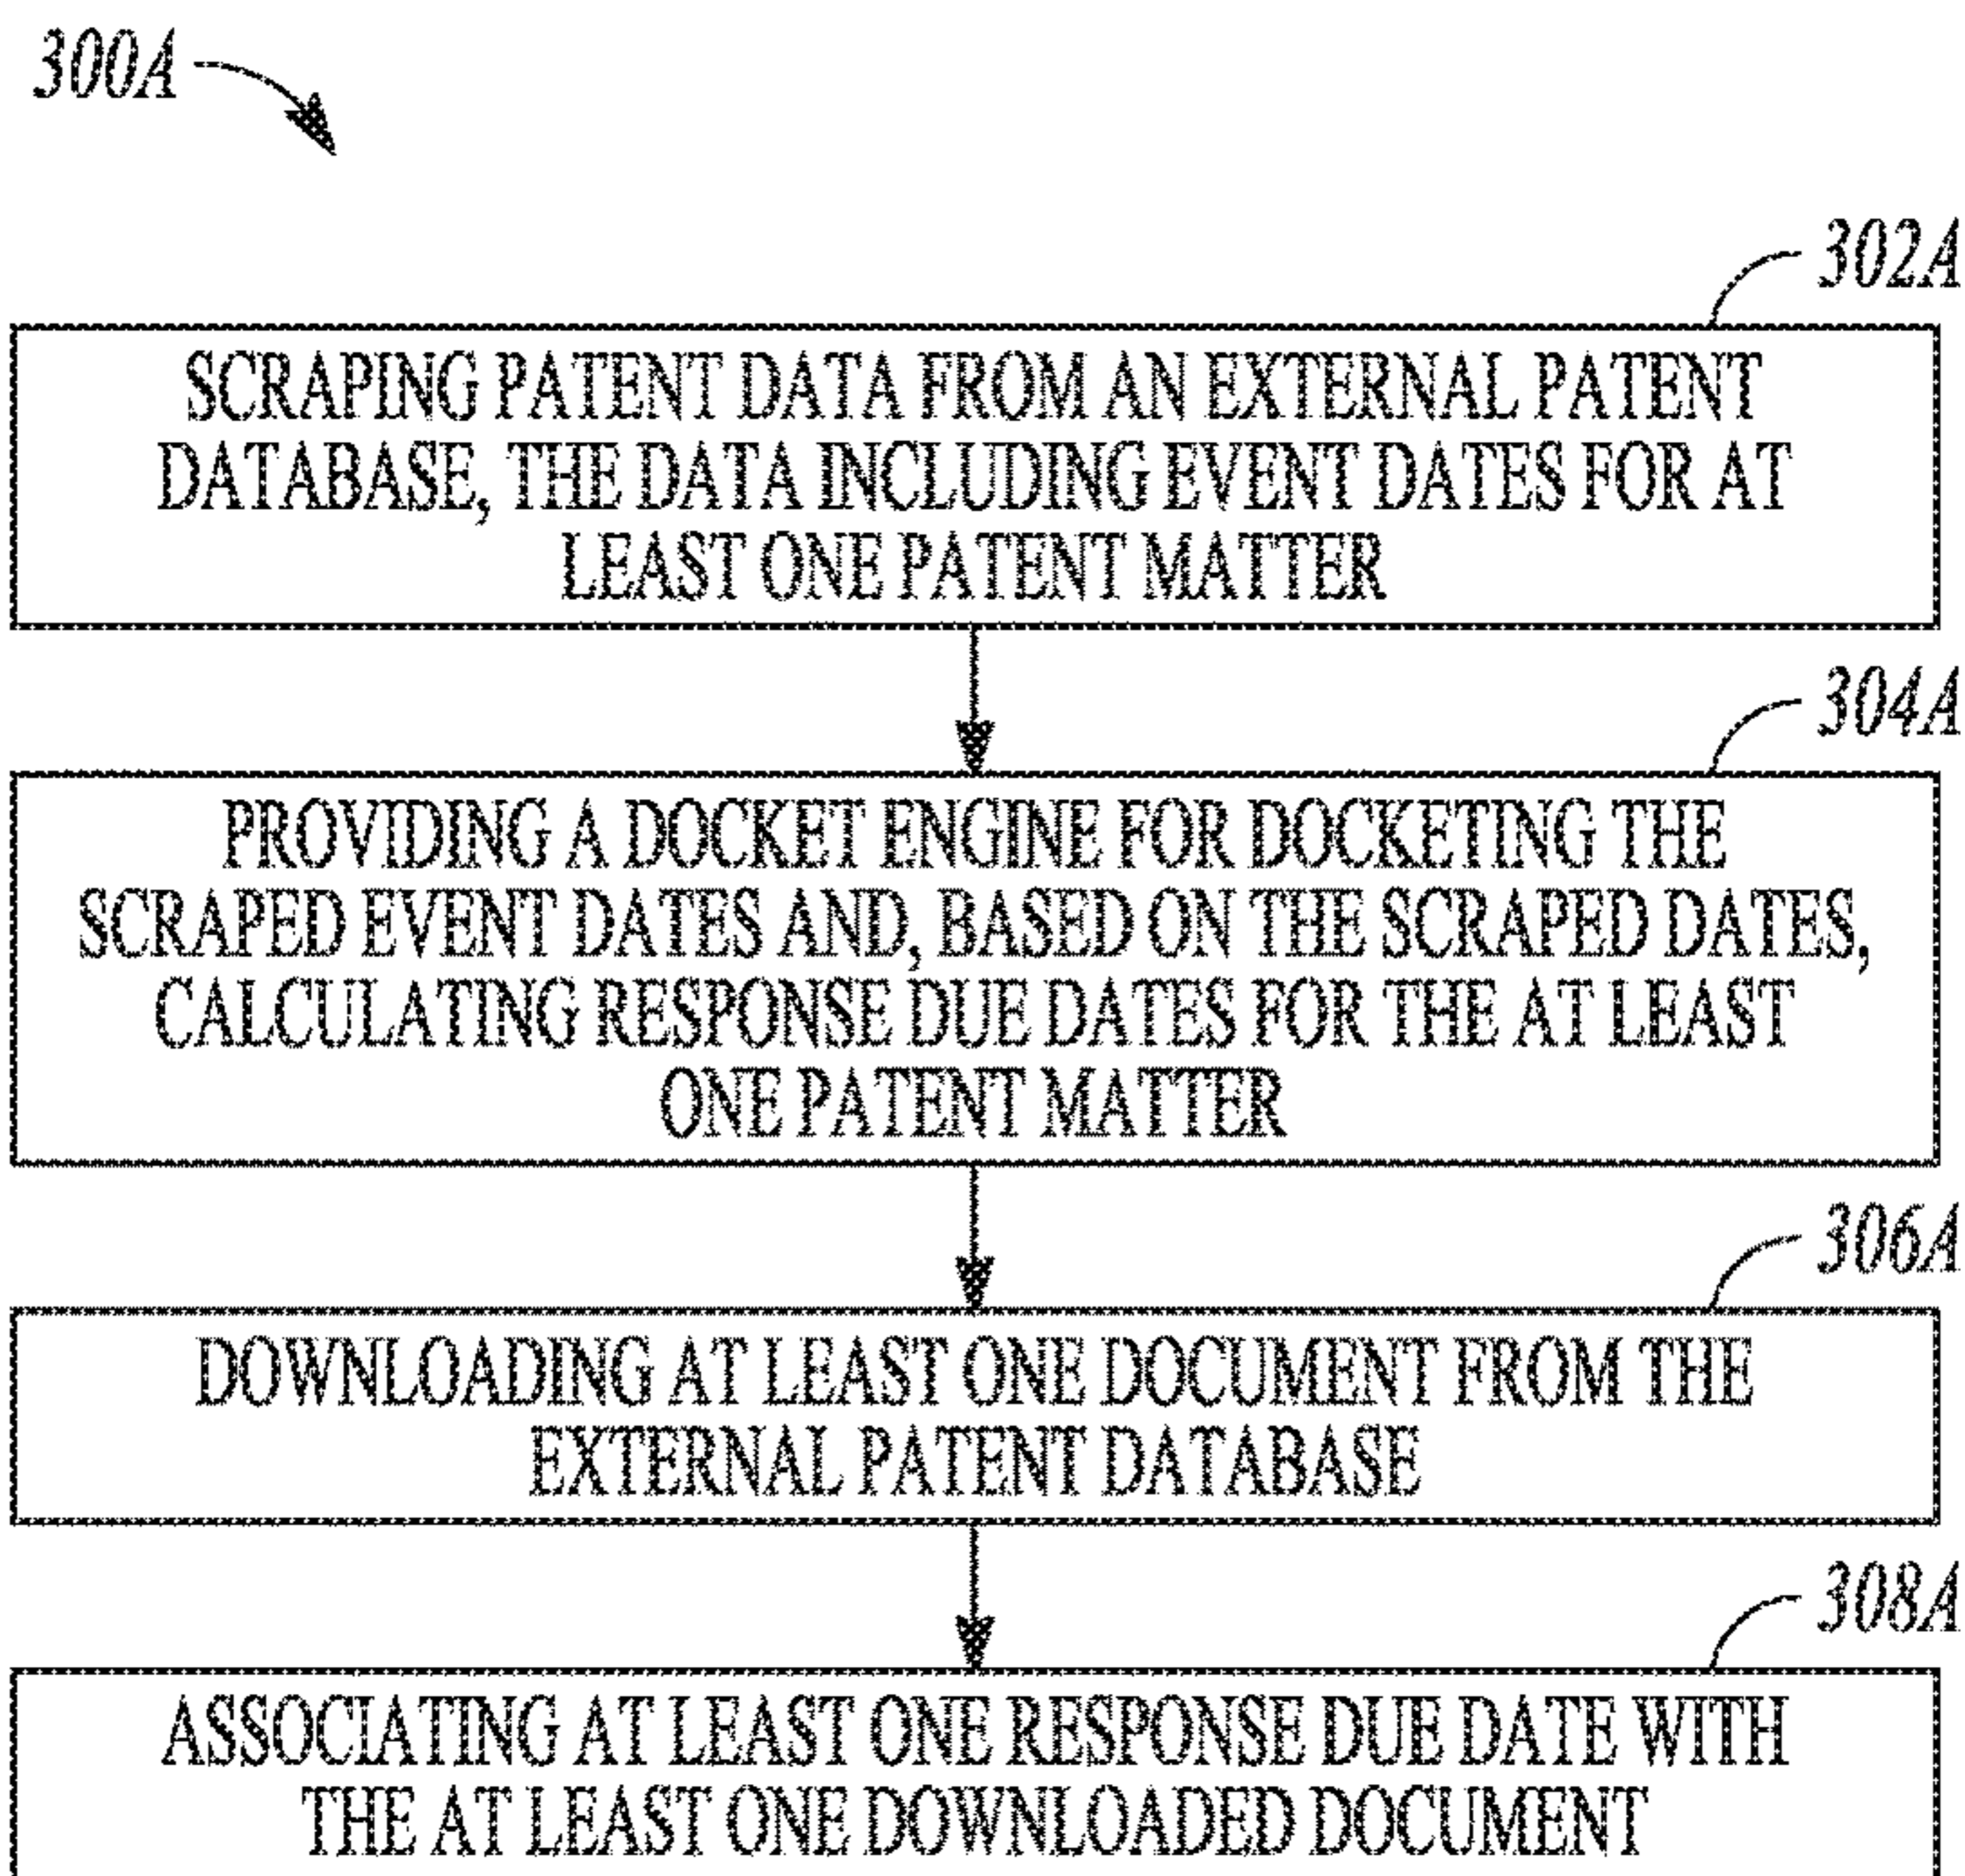 300A
302A
SCRAPING PATENT DATA FROM AN EXTERNAL PATENT
DATABASE, THE DATA INCLUDING EVENT DATES FOR AT
LEAST ONE PATENT MATTER
304A
PROVIDING A DOCKET ENGINE FOR DOCKETING THE
SCRAPED EVENT DATES AND, BASED ON THE SCRAPED DATES,
CALCULATING RESPONSE DUE DATES FOR THE AT LEAST
ONE PATENT MATTER
306A
DOWNLOADING AT LEAST ONE DOCUMENT FROM THE
EXTERNAL PATENT DATABASE
308A
ASSOCIATING AT LEAST ONE RESPONSE DUE DATE WITH
THE AT LEAST ONE DOWNLOADED DOCUMENT